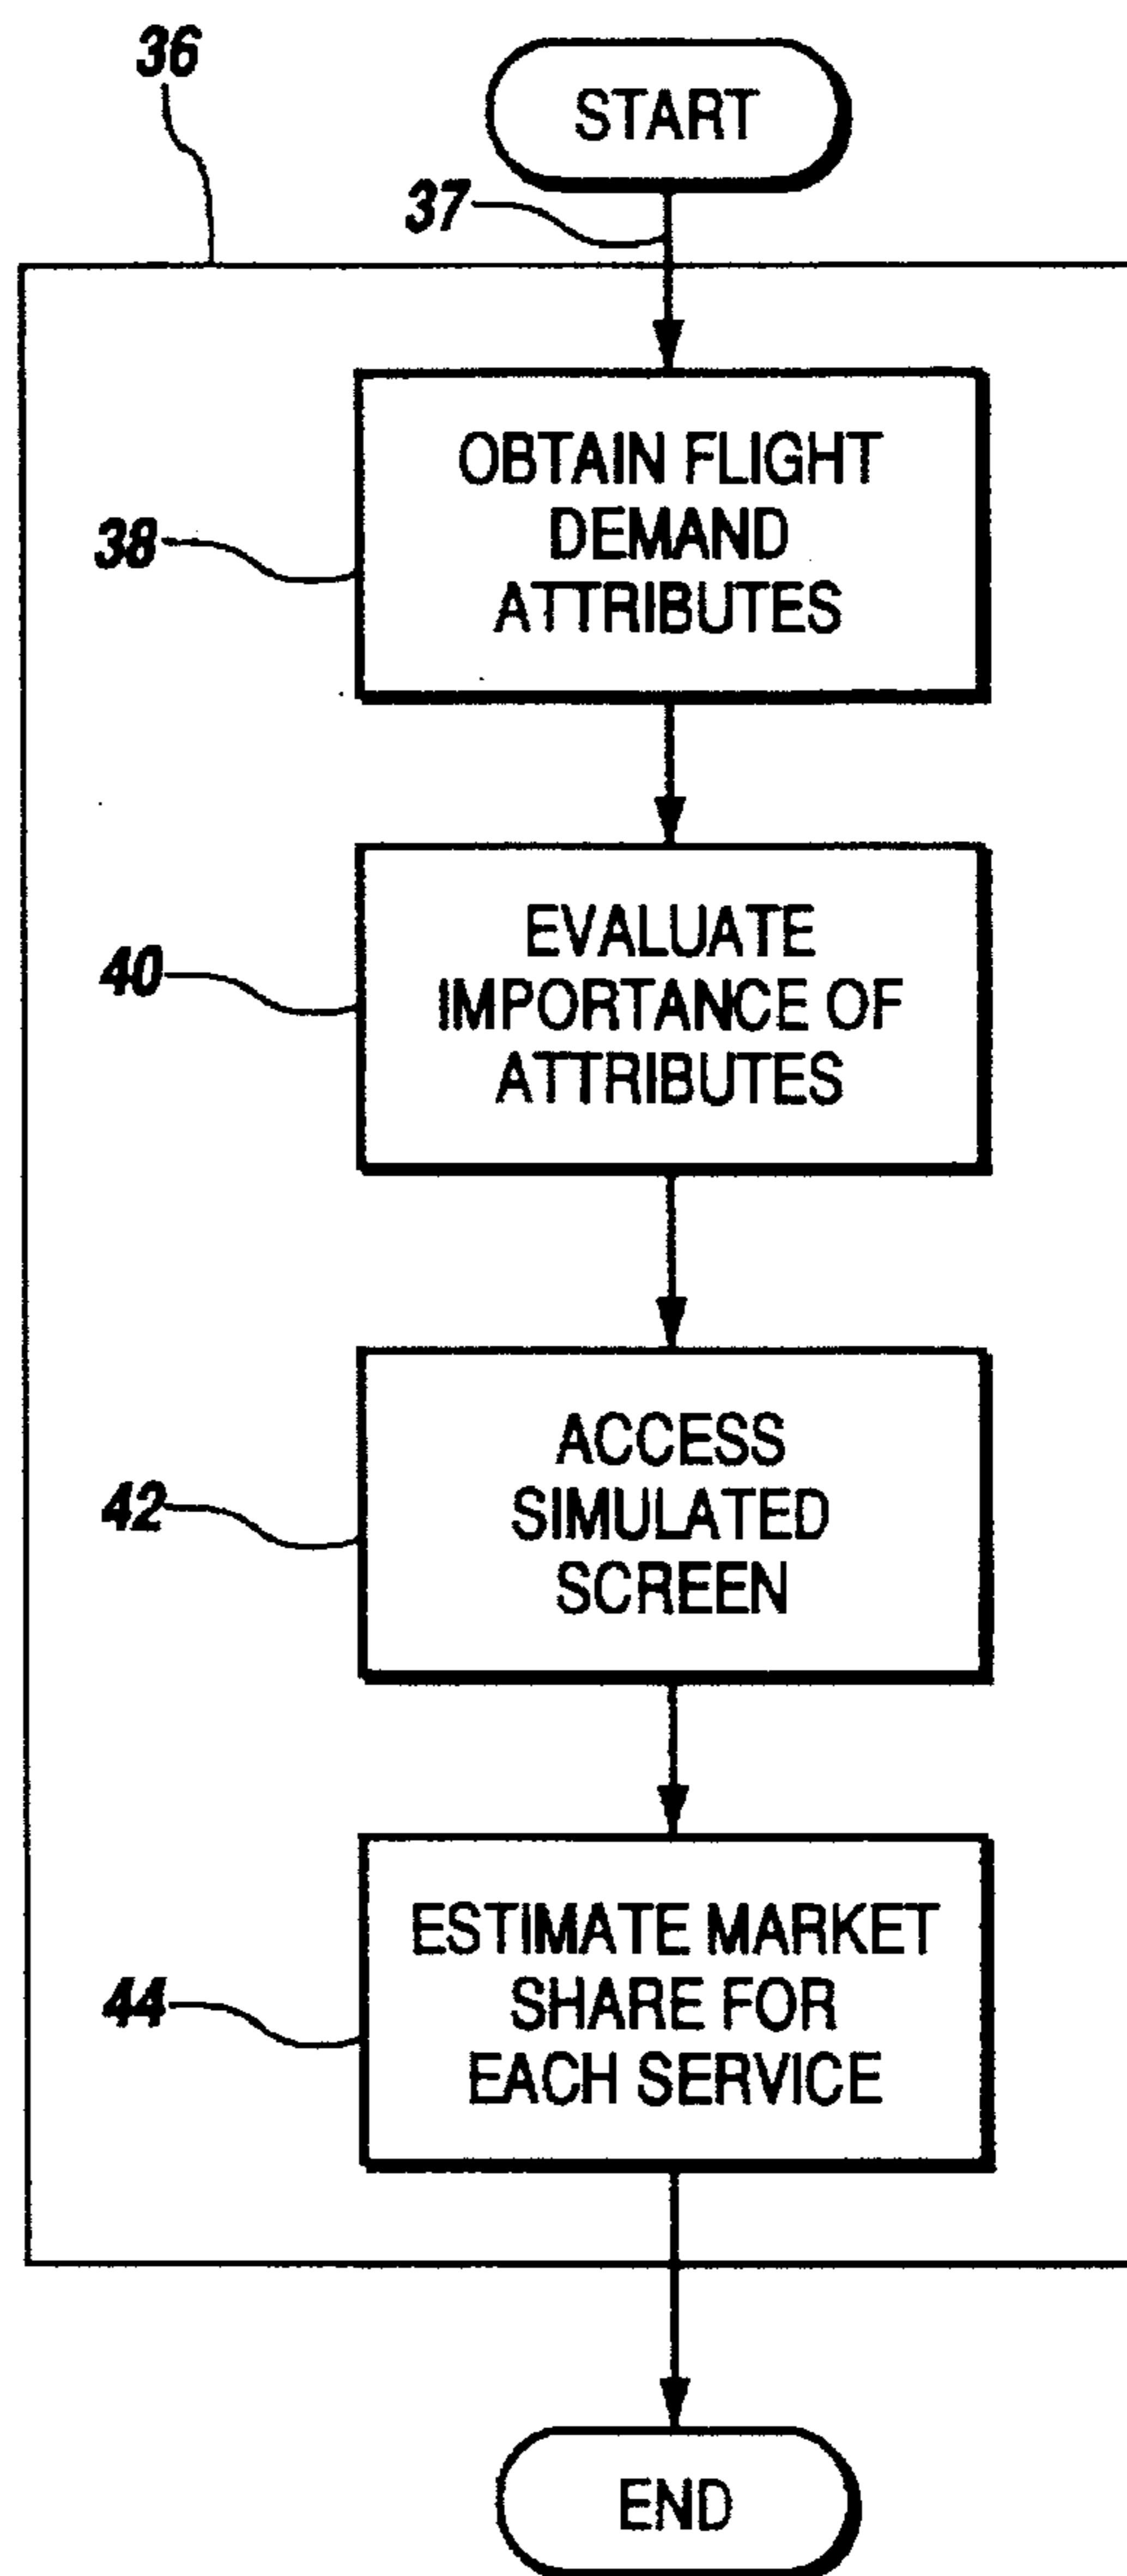 36
START
37
OBTAIN FLIGHT
DEMAND
ATTRIBUTES
38
EVALUATE
IMPORTANCE OF
ATTRIBUTES
40
ACCESS
SIMULATED
SCREEN
42
ESTIMATE MARKET
SHARE FOR
EACH SERVICE
44
END